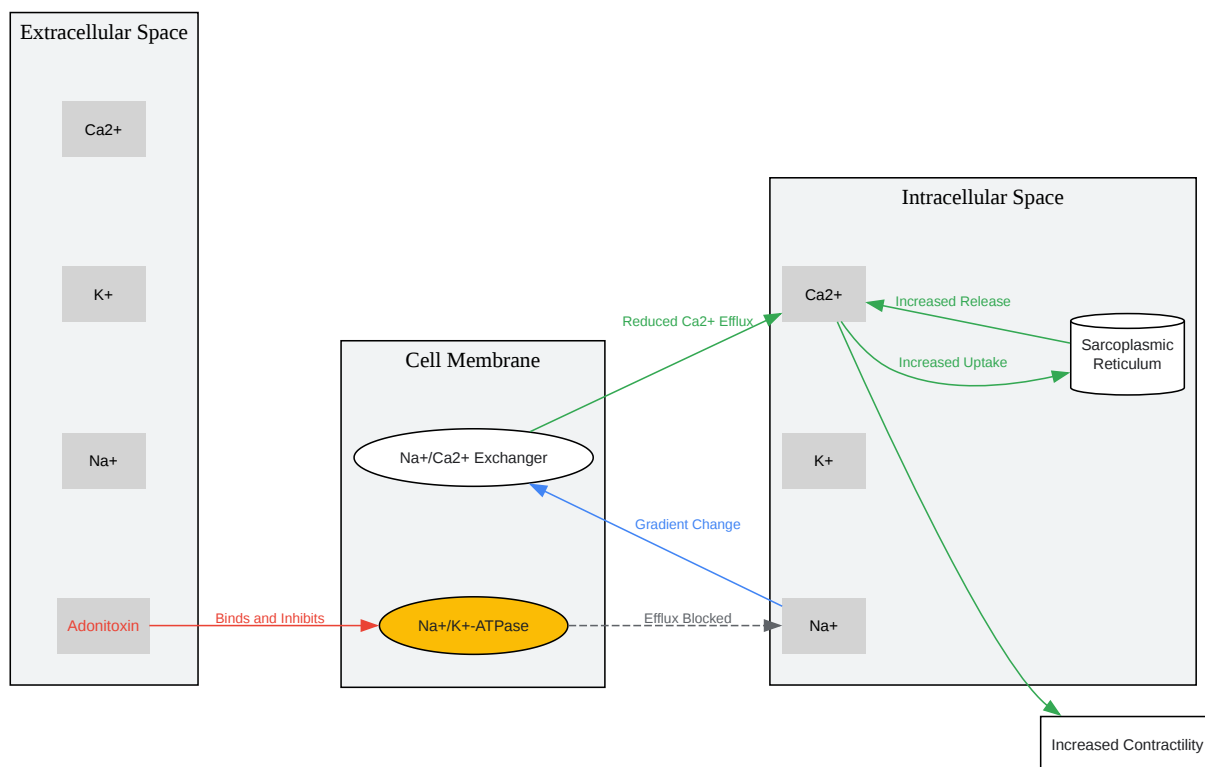 Extracellular Space
Ca2+
K+
Na+
Adonitoxin
Binds and Inhibits
Cell Membrane
Na+/Ca2+ Exchanger
Na+/K+-ATPase
Reduced Ca2+ Efflux
Gradient Change
Efflux Blocked
Intracellular Space
Ca2+
Increased Release
Increased Uptake
Sarcoplasmic
Reticulum
K+
Na+
Increased Contractility